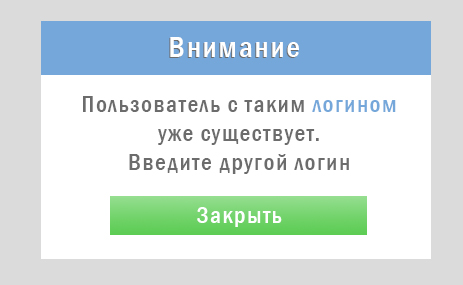 Внимание
Пользователь с таким логином
уже существует.
Введите другой логин
Закрыть